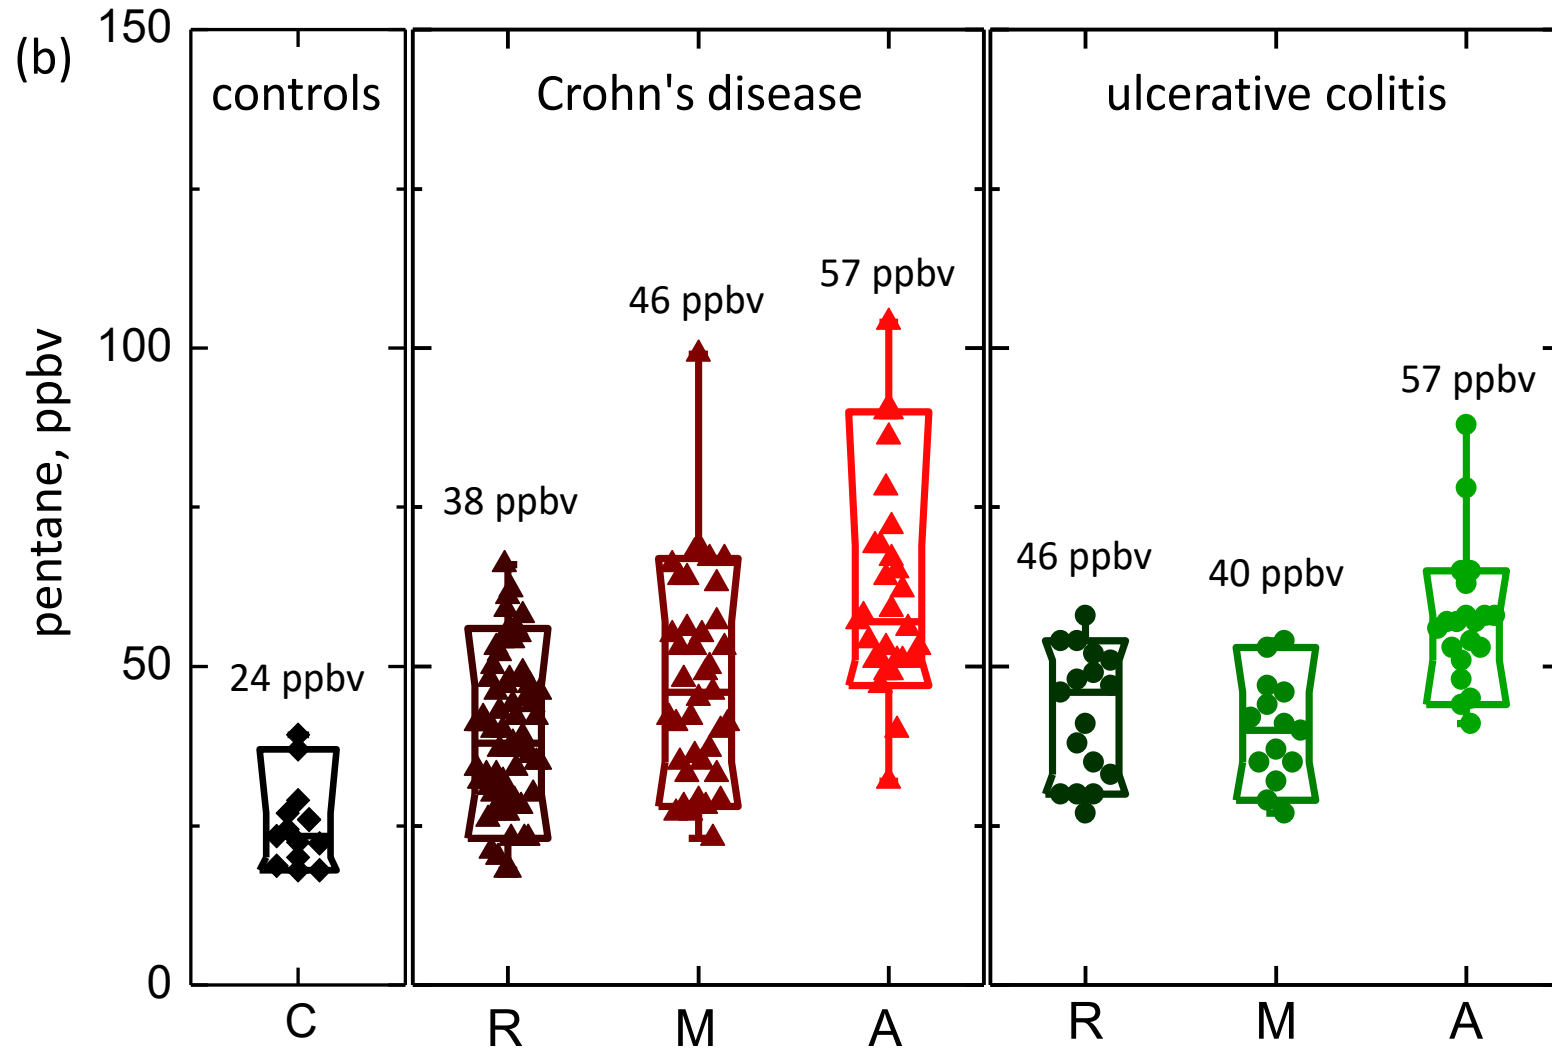 (b)
150
100
50
0
pentane, ppbv
controls
Crohn's disease
ulcerative colitis
24 ppbv
38 ppbv
46 ppbv
57 ppbv
46 ppbv
40 ppbv
57 ppbv
C
R
M
A
R
M
A